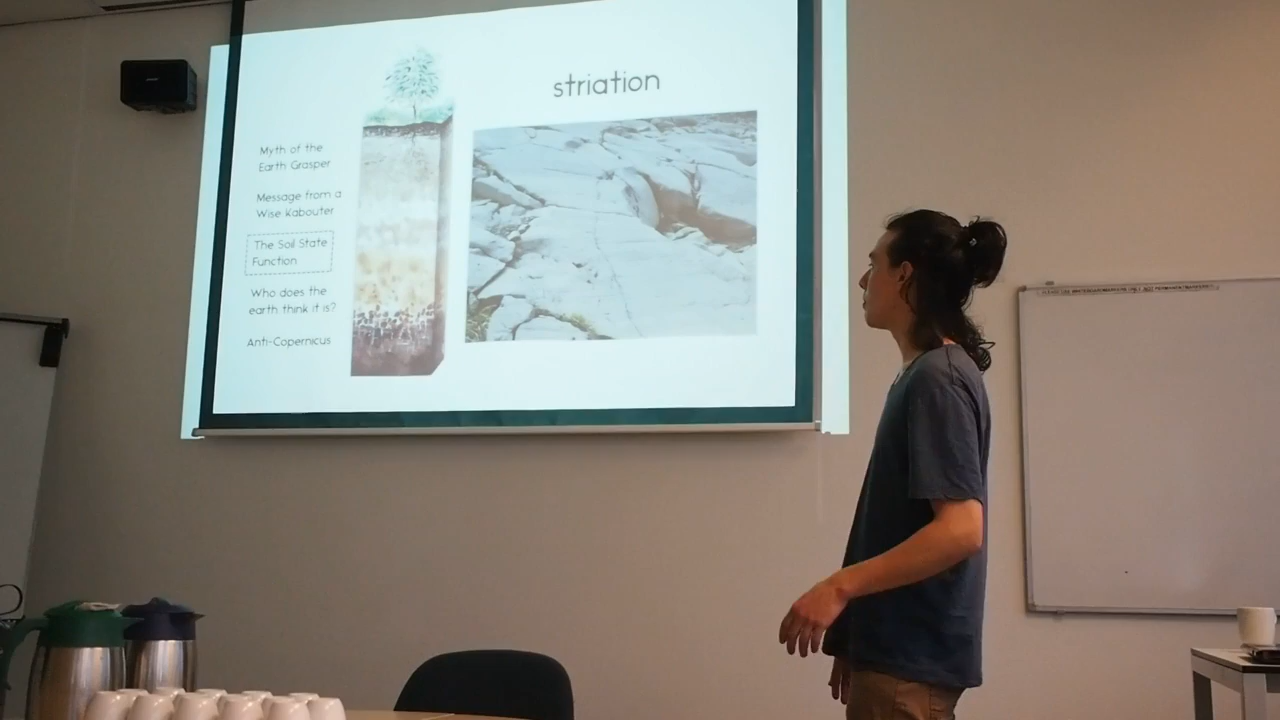 striation
Myth of the
Earth Grasper
Message from a
Wise Kabouter
The Soil State
Function
Who does the
earth think it is?
Anti-Copernicus